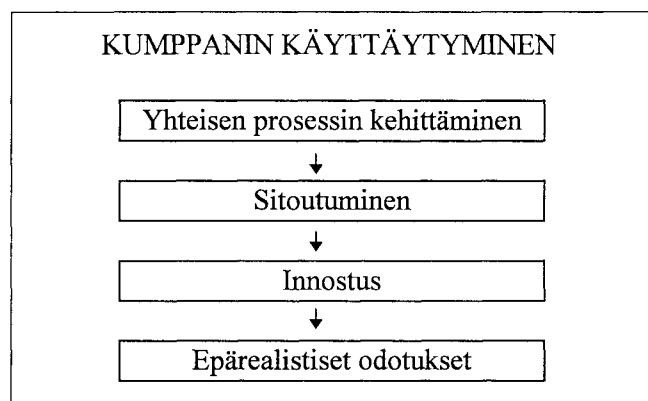 KUMPPANIN KÄYTTÄYTYMINEN
Yhteisen prosessin kehittäminen
Sitoutuminen
Innostus
Epärealistiset odotukset